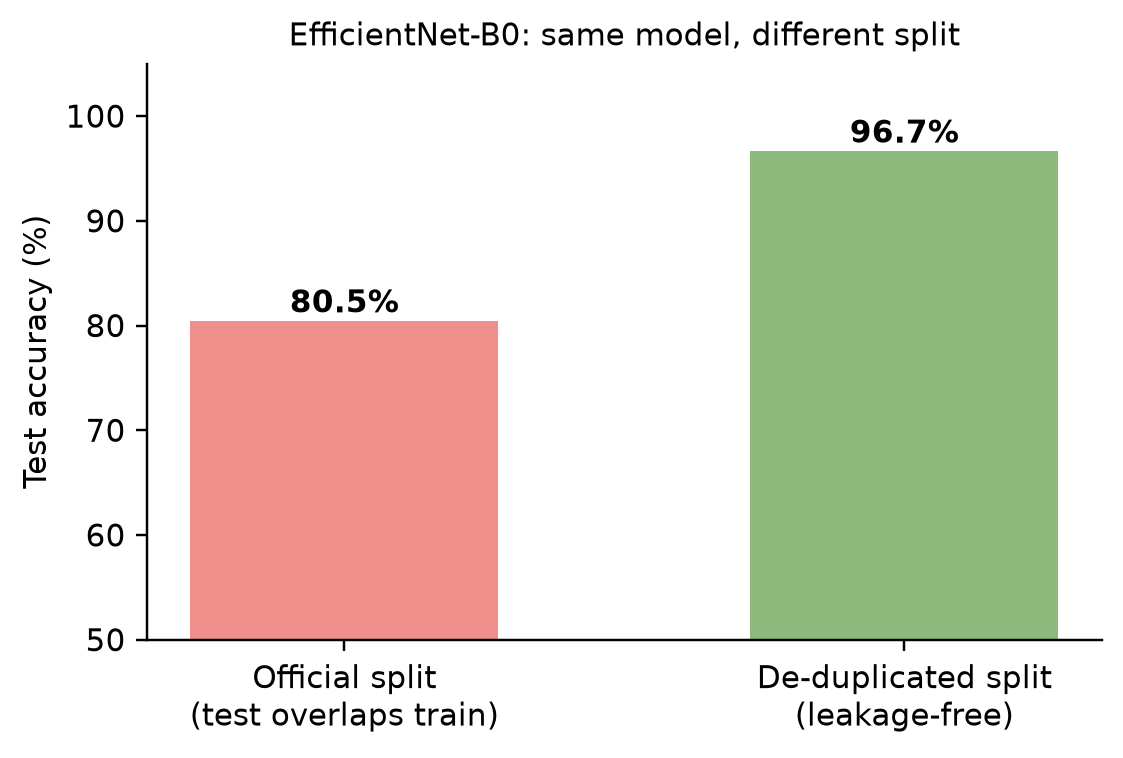 EfficientNet-B0: same model, different split
Test accuracy (%)
100
90
80
70
60
50
80.5%
96.7%
Official split
(test overlaps train)
De-duplicated split
(leakage-free)